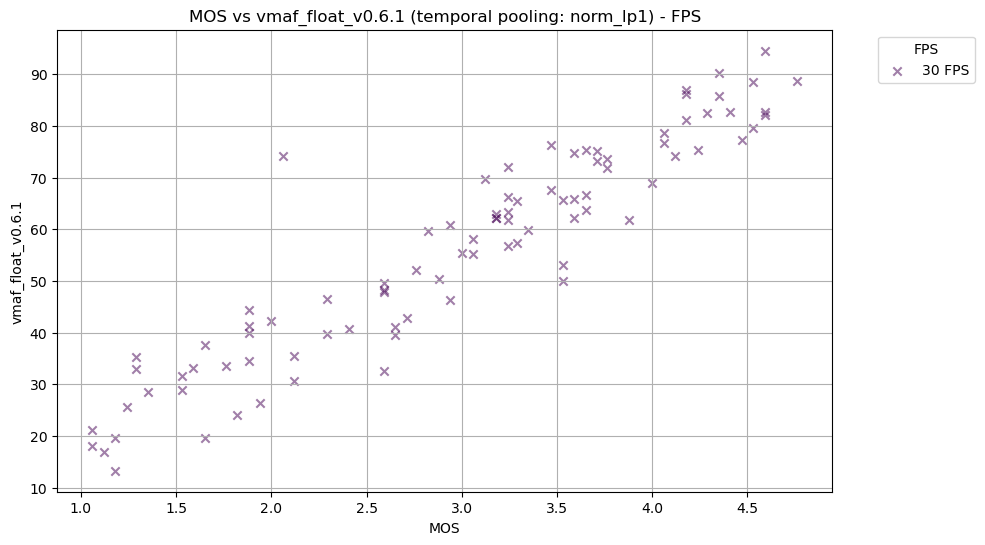 MOS vs vmaf_float_v0.6.1 (temporal pooling: norm_lp1) - FPS
FPS
30 FPS
90
80
70
60
50
40
30
20
10
vmaf_float_v0.6.1
1.0 1.5 2.0 2.5 3.0 3.5 4.0 4.5
MOS